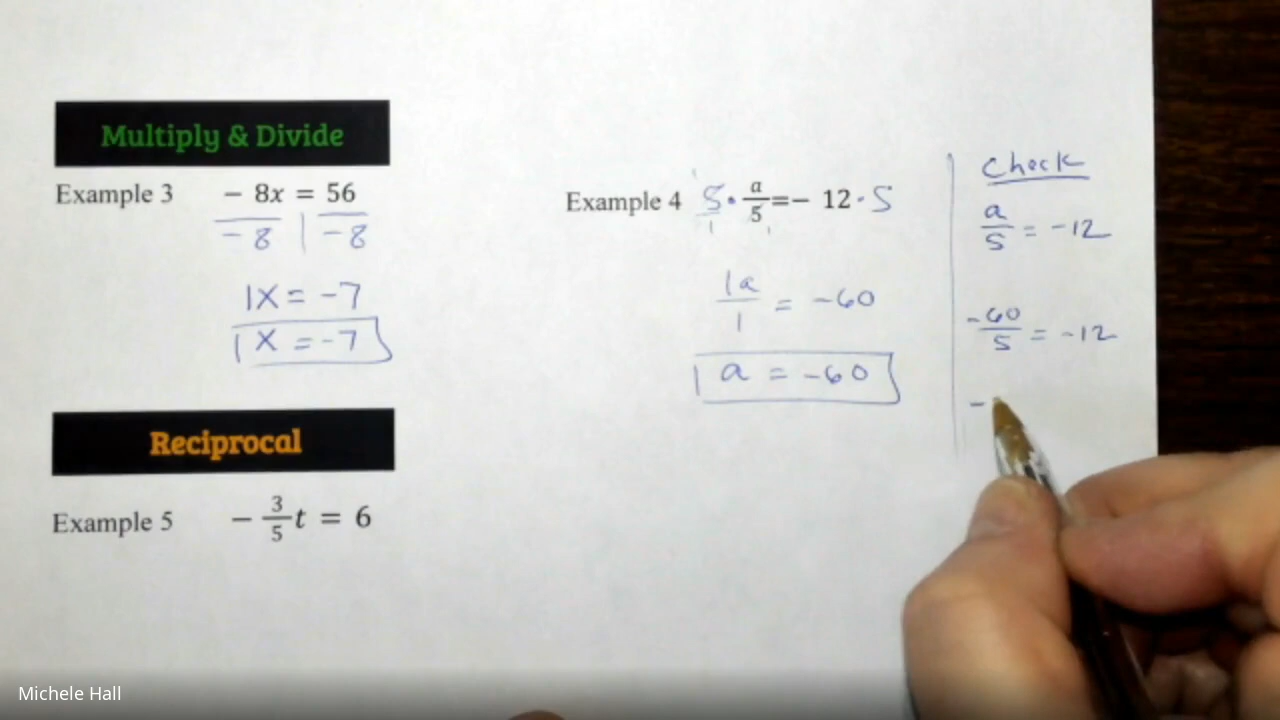 Multiply & Divide
Example 3 - 8x = 56
-8 | -8
1x = -7
x = -7
Example 4 5 · a/5 = - 12 · 5
1a/1 = -60
a = -60
Check
a/5 = -12
-60/5 = -12
-
Reciprocal
Example 5 - 3/5 t = 6
Michele Hall